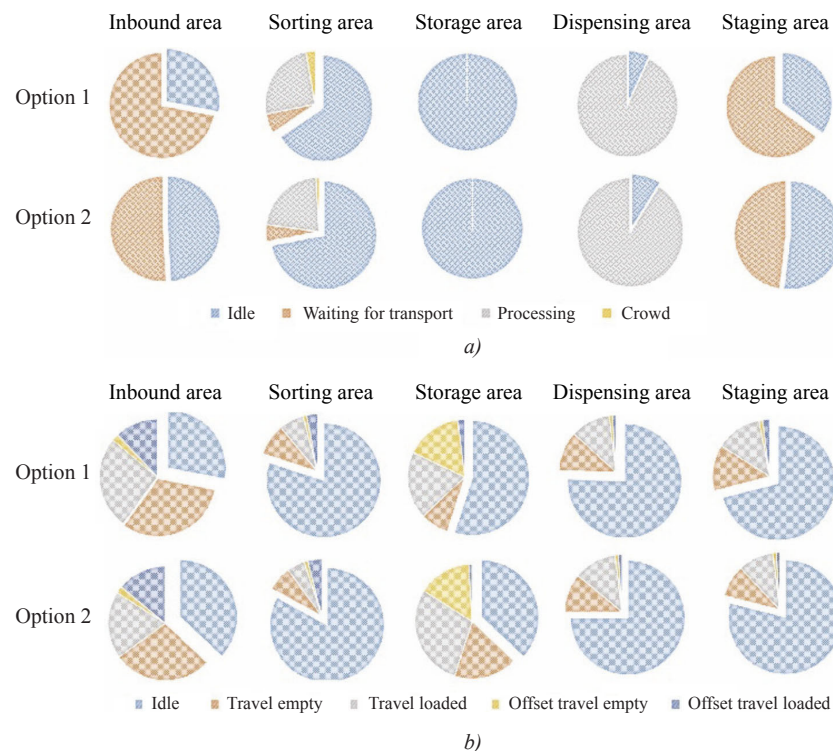 Inbound area Sorting area Storage area Dispensing area Staging area
Option 1
Option 2
Idle Waiting for transport Processing Crowd
a)
Inbound area Sorting area Storage area Dispensing area Staging area
Option 1
Option 2
Idle Travel empty Travel loaded Offset travel empty Offset travel loaded
b)